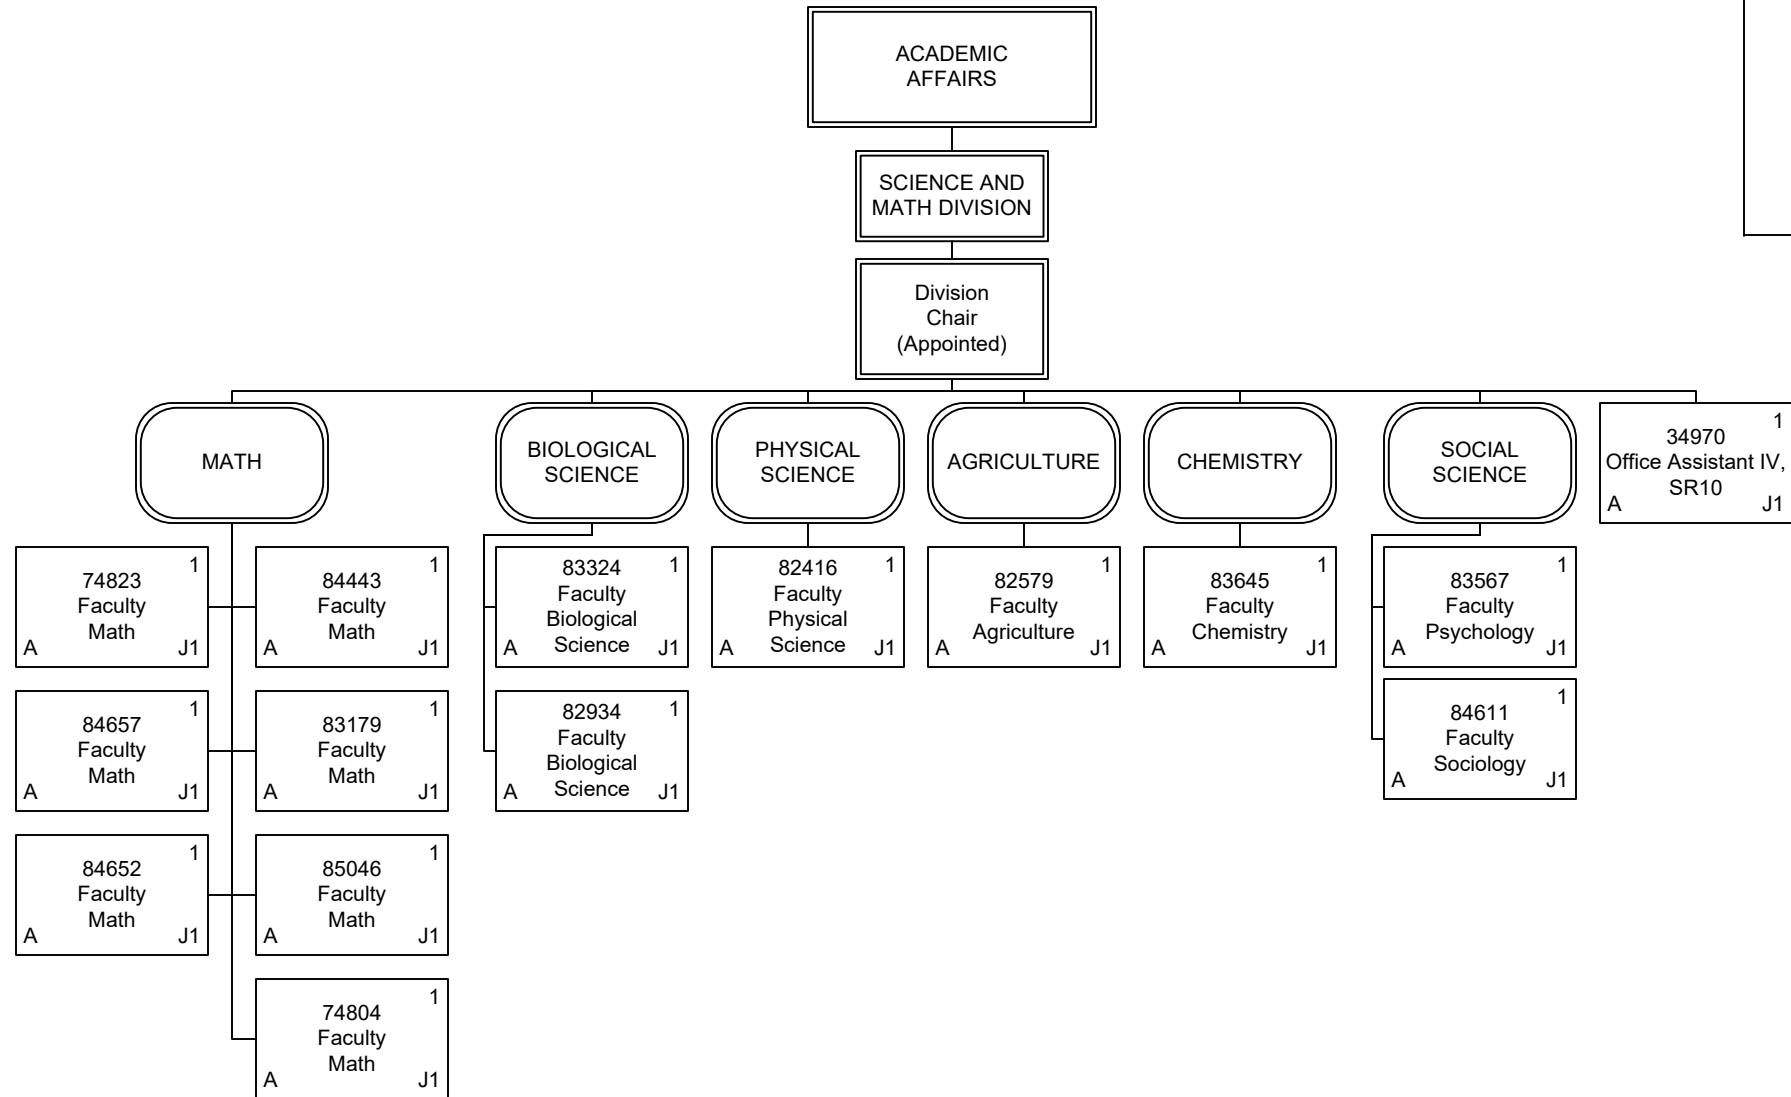 ACADEMIC
AFFAIRS
SCIENCE AND
MATH DIVISION
Division
Chair
(Appointed)
MATH
BIOLOGICAL
SCIENCE
PHYSICAL
SCIENCE
AGRICULTURE
CHEMISTRY
SOCIAL
SCIENCE
1
34970
Office Assistant IV,
SR10
A J1
1
74823
Faculty
Math
A J1
1
84443
Faculty
Math
A J1
1
84657
Faculty
Math
A J1
1
83179
Faculty
Math
A J1
1
84652
Faculty
Math
A J1
1
85046
Faculty
Math
A J1
1
74804
Faculty
Math
A J1
1
83324
Faculty
Biological
Science
A J1
1
82934
Faculty
Biological
Science
A J1
1
82416
Faculty
Physical
Science
A J1
1
82579
Faculty
Agriculture
A J1
1
83645
Faculty
Chemistry
A J1
1
83567
Faculty
Psychology
A J1
1
84611
Faculty
Sociology
A J1